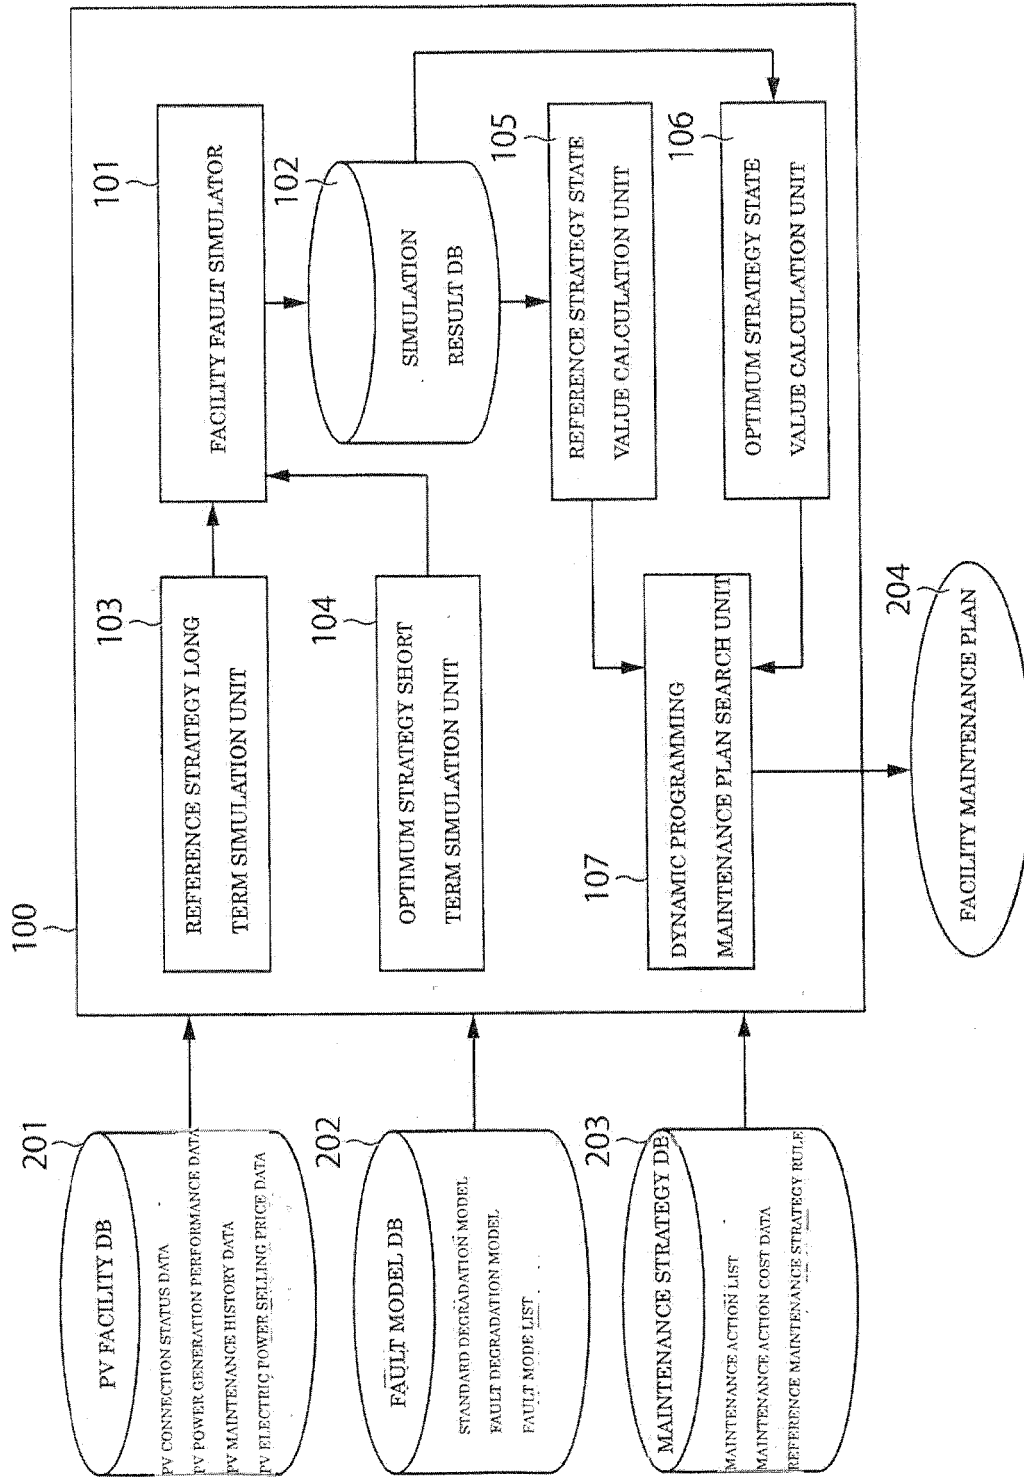 100
201
PV FACILITY DB
PV CONNECTION STATUS DATA
PV POWER GENERATION PERFORMANCE DATA
PV MAINTENANCE HISTORY DATA
PV ELECTRIC POWER SELLING PRICE DATA
202
FAULT MODEL DB
STANDARD DEGRADATION MODEL
FAULT DEGRADATION MODEL
FAULT MODE LIST
203
MAINTENANCE STRATEGY DB
MAINTENANCE ACTION LIST
MAINTENANCE ACTION COST DATA
REFERENCE MAINTENANCE STRATEGY RULE
103
REFERENCE STRATEGY LONG
TERM SIMULATION UNIT
104
OPTIMUM STRATEGY SHORT
TERM SIMULATION UNIT
107
DYNAMIC PROGRAMMING
MAINTENANCE PLAN SEARCH UNIT
101
FACILITY FAULT SIMULATOR
102
SIMULATION
RESULT DB
105
REFERENCE STRATEGY STATE
VALUE CALCULATION UNIT
106
OPTIMUM STRATEGY STATE
VALUE CALCULATION UNIT
204
FACILITY MAINTENANCE PLAN